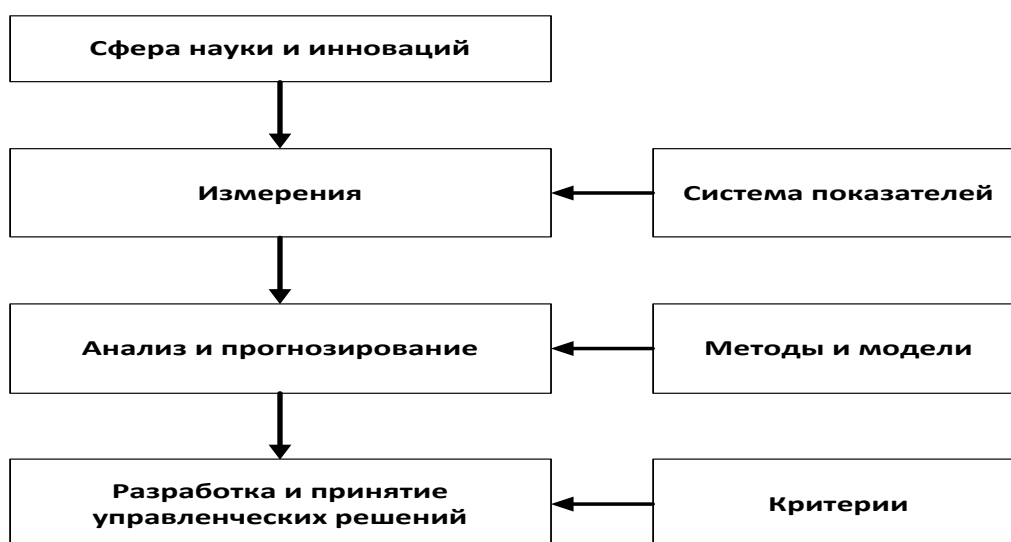 Сфера науки и инноваций
Измерения
Система показателей
Анализ и прогнозирование
Методы и модели
Разработка и принятие
управленческих решений
Критерии